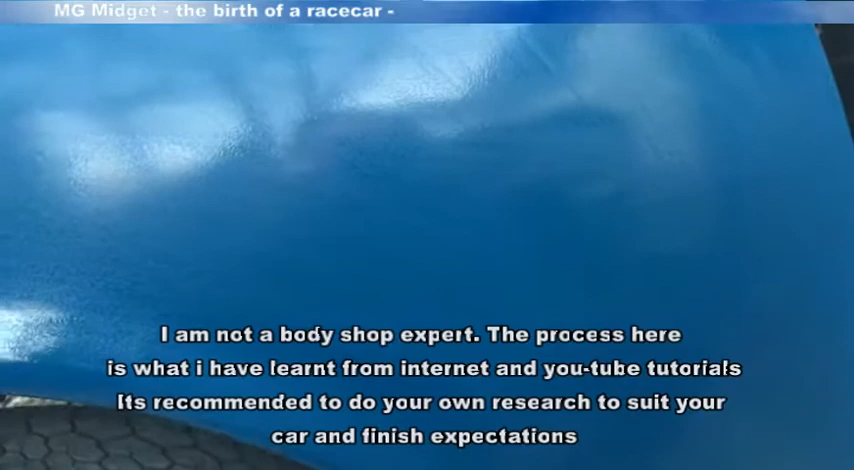 MG Midget - the birth of a racecar -
I am not a body shop expert. The process here
is what i have learnt from internet and you-tube tutorials
Its recommended to do your own research to suit your
car and finish expectations